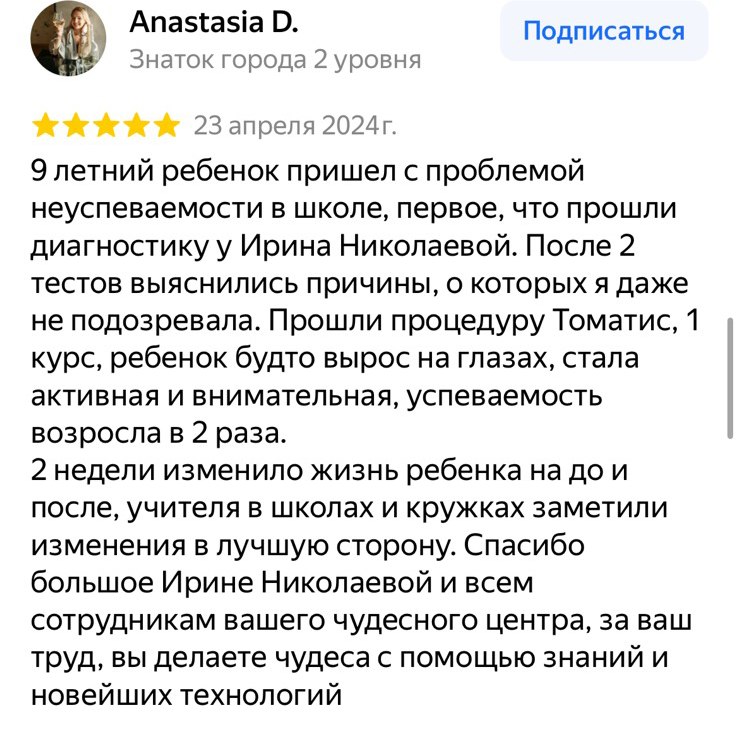 Anastasia D.
Подписаться
Знаток города 2 уровня
23 апреля 2024 г.
9 летний ребенок пришел с проблемой
неуспеваемости в школе, первое, что прошли
диагностику у Ирина Николаевой. После 2
тестов выяснились причины, о которых я даже
не подозревала. Прошли процедуру Томатис, 1
курс, ребенок будто вырос на глазах, стала
активная и внимательная, успеваемость
возросла в 2 раза.
2 недели изменило жизнь ребенка на до и
после, учителя в школах и кружках заметили
изменения в лучшую сторону. Спасибо
большое Ирине Николаевой и всем
сотрудникам вашего чудесного центра, за ваш
труд, вы делаете чудеса с помощью знаний и
новейших технологий